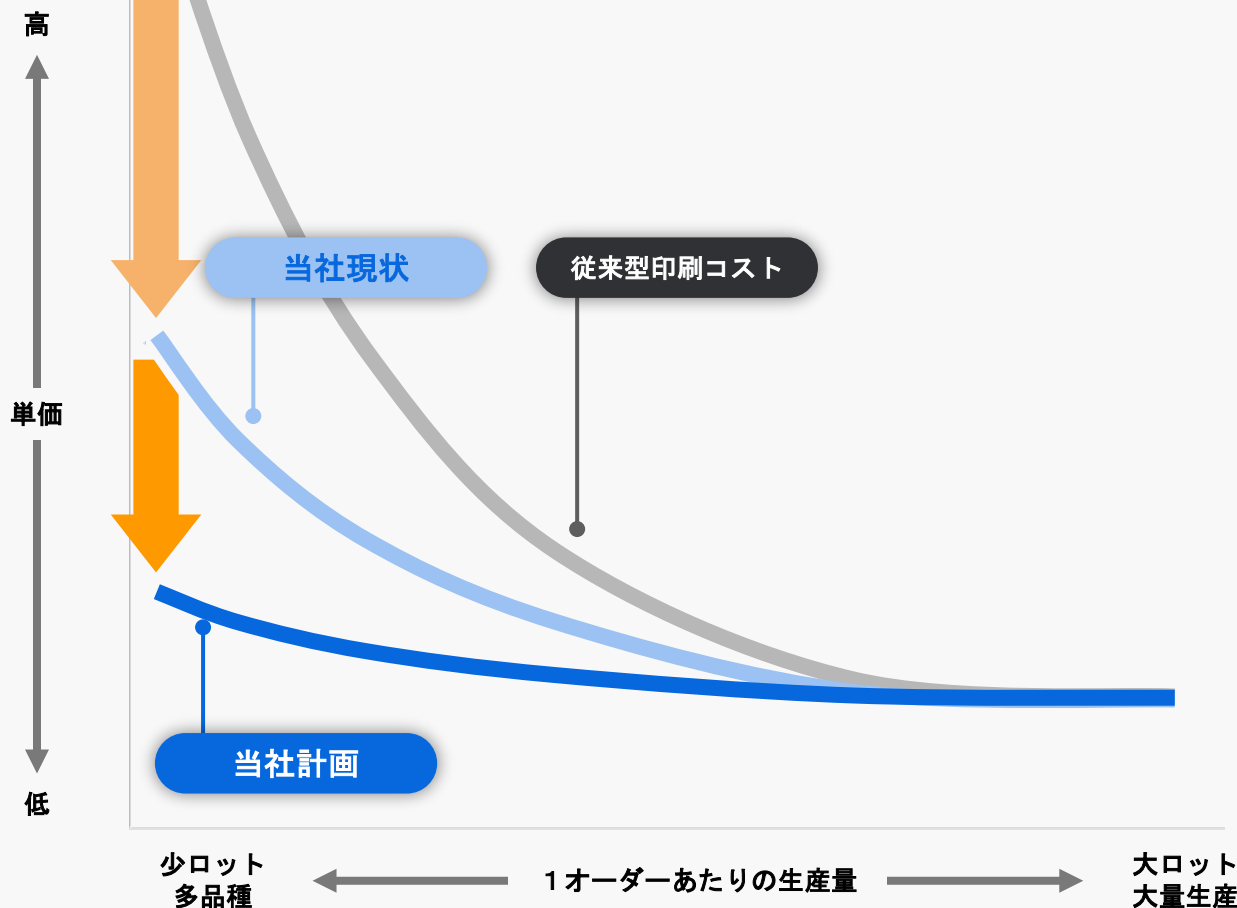 高
当社現状
従来型印刷コスト
単価
当社計画
低
少ロット
多品種
1オーダーあたりの生産量
大ロット
大量生産